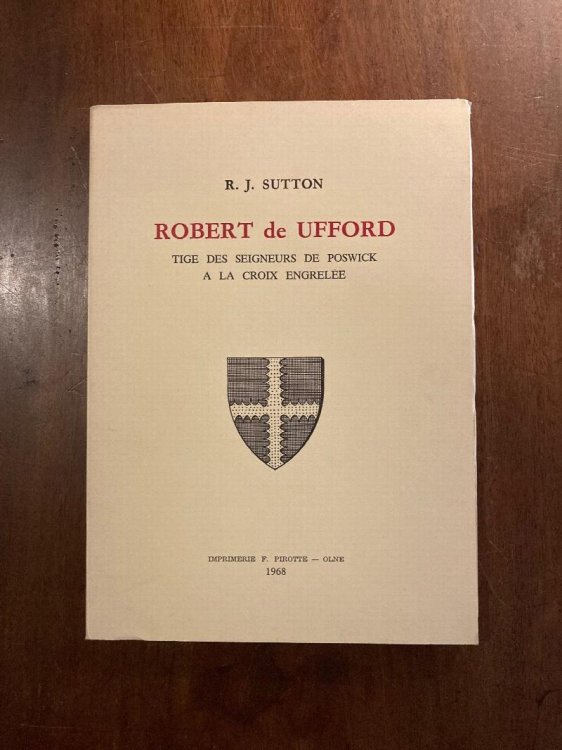 R. J. SUTTON
ROBERT de UFFORD
TIGE DES SEIGNEURS DE POSWICK
A LA CROIX ENGRELÉE
IMPRIMERIE F. PIROTTE — OLNE
1968